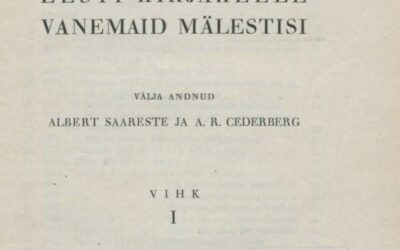 EESTI KIRJAKEELE
VANEMAID MÄLESTISI
VÄLJA ANDNUD
ALBERT SAARESTE JA A. R. CEDERBERG
VIHK
I